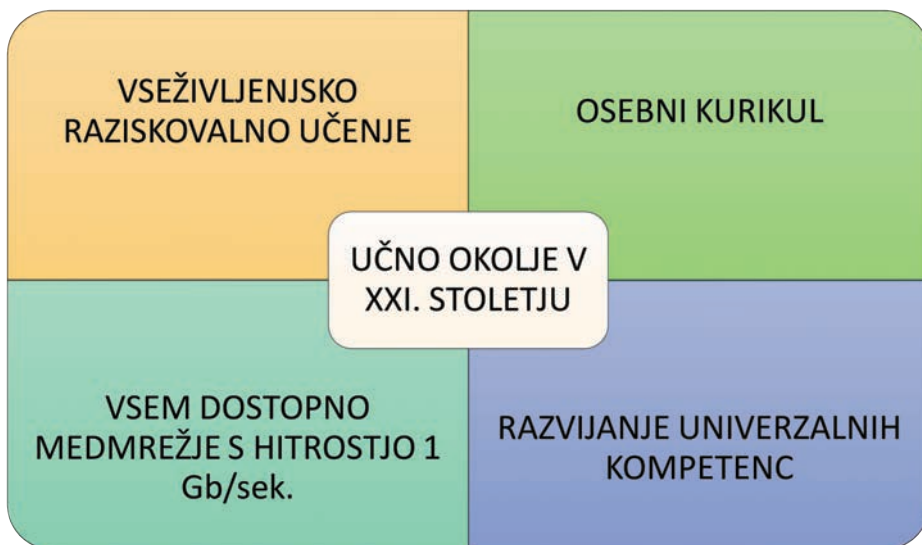 VSEŽIVLJENJSKO
RAZISKOVALNO UČENJE
OSEBNI KURIKUL
UČNO OKOLJE V
XXI. STOLETJU
VSEM DOSTOPNO
MEDMREŽJE S HITROSTJO 1
Gb/sek.
RAZVIJANJE UNIVERZALNIH
KOMPETENC